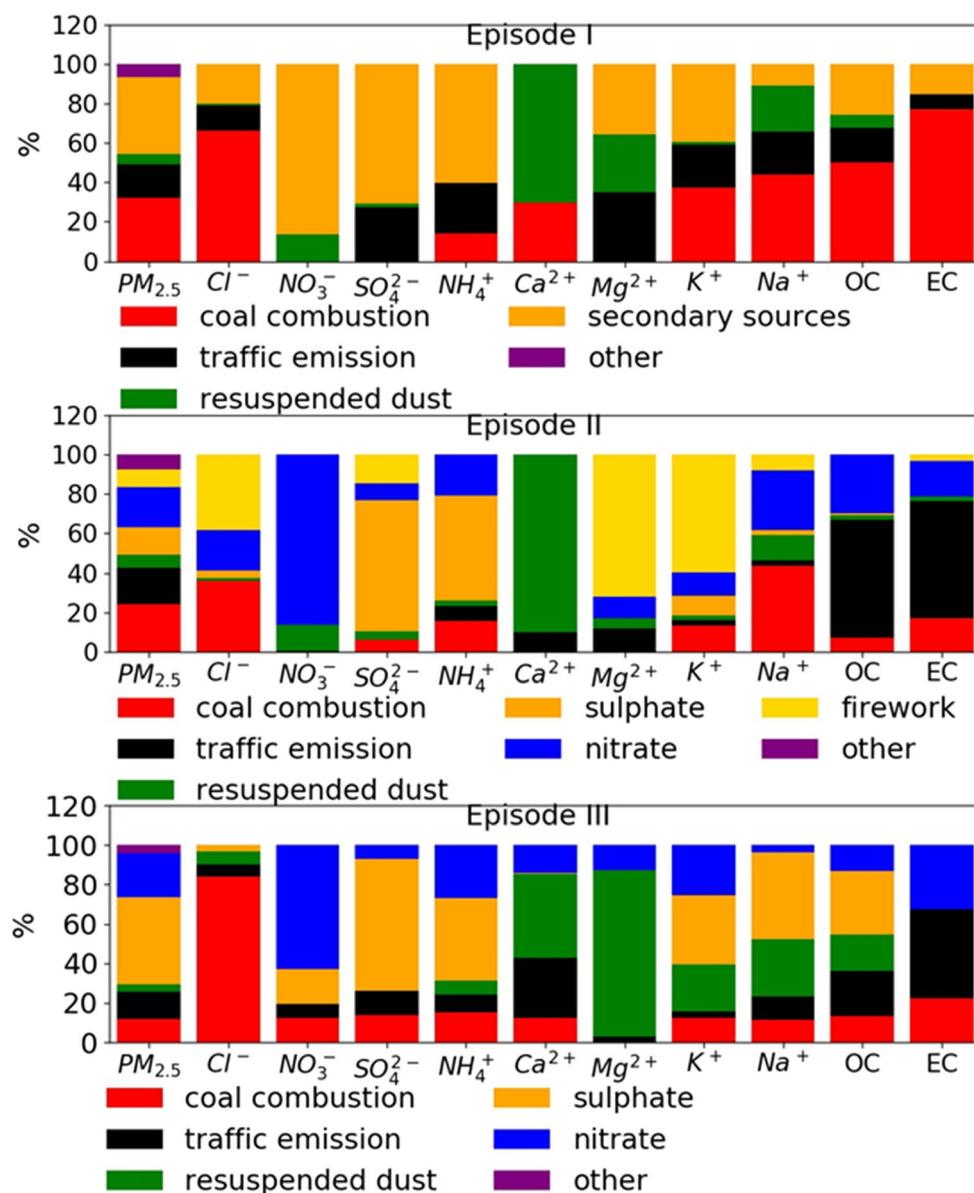 Episode I
120
100
80
60
40
20
0
%
PM₂.₅ Cl⁻ NO₃⁻ SO₄²⁻ NH₄⁺ Ca²⁺ Mg²⁺ K⁺ Na⁺ OC EC
coal combustion secondary sources
traffic emission other
resuspended dust
Episode II
120
100
80
60
40
20
0
%
PM₂.₅ Cl⁻ NO₃⁻ SO₄²⁻ NH₄⁺ Ca²⁺ Mg²⁺ K⁺ Na⁺ OC EC
coal combustion sulphate firework
traffic emission nitrate other
resuspended dust
Episode III
120
100
80
60
40
20
0
%
PM₂.₅ Cl⁻ NO₃⁻ SO₄²⁻ NH₄⁺ Ca²⁺ Mg²⁺ K⁺ Na⁺ OC EC
coal combustion sulphate
traffic emission nitrate
resuspended dust other